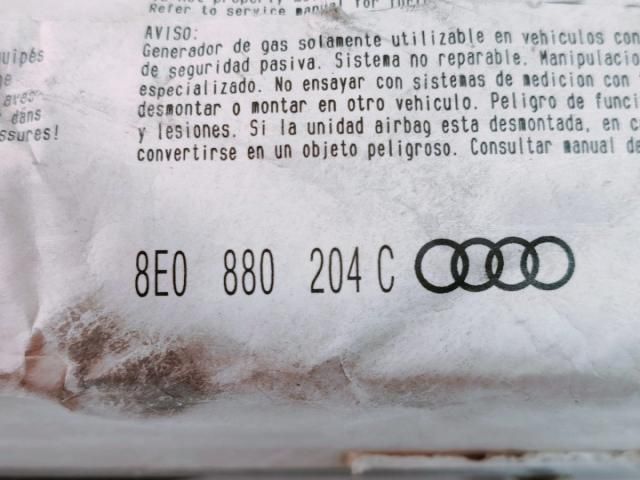 Refer to service manual for
AVISO:
Generador de gas solamente utilizable en vehiculos con
de seguridad pasiva. Sistema no reparable. Manipulacio
especializado. No ensayar con sistemas de medicion con
desmontar o montar en otro vehiculo. Peligro de funci
y lesiones. Si la unidad airbag esta desmontada, en c
convertirse en un objeto peligroso. Consultar manual de
quipés
avec
dans
ssures!
8E0 880 204 C